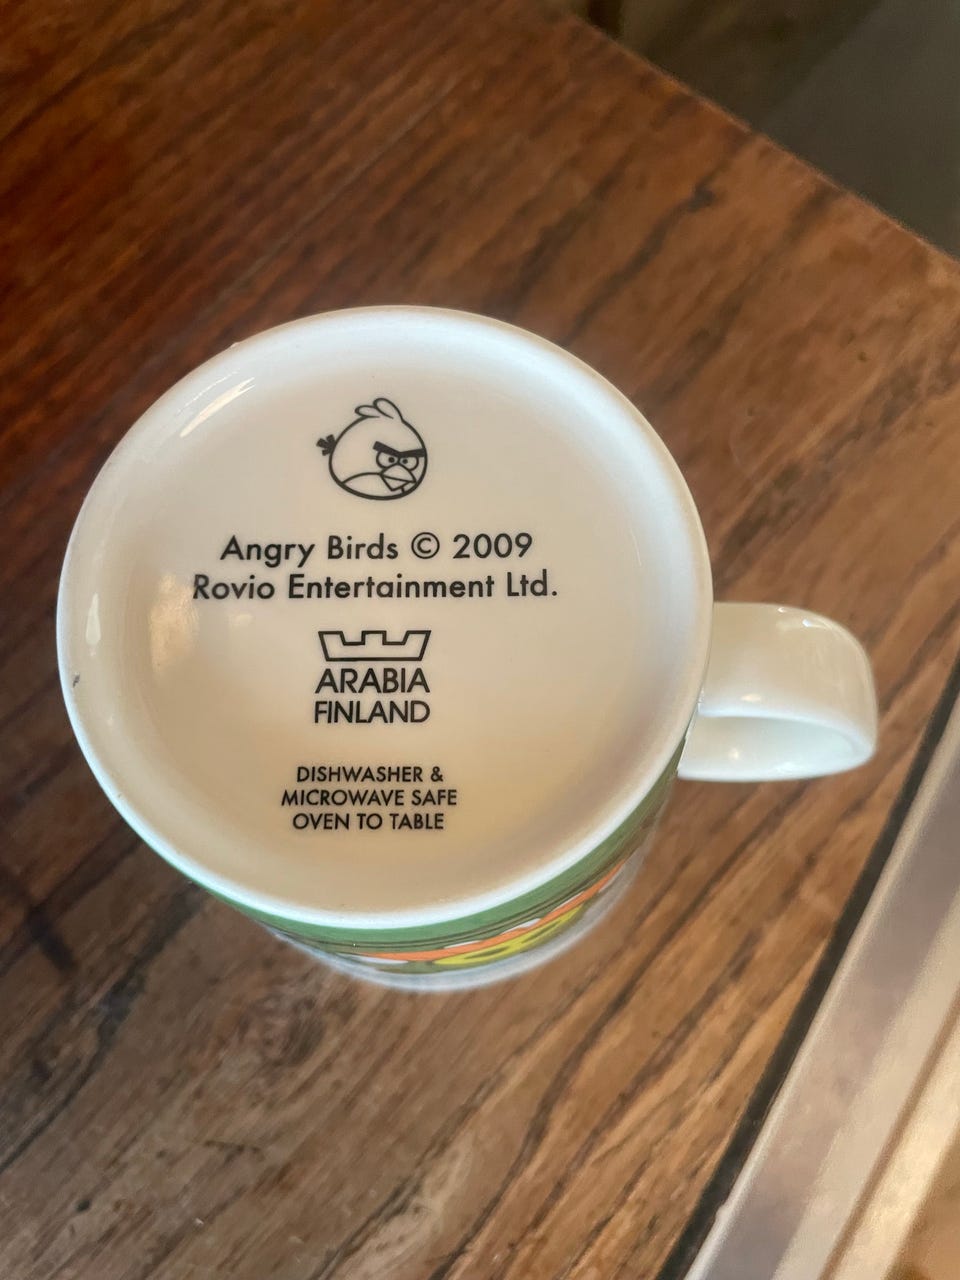 Angry Birds © 2009
Rovio Entertainment Ltd.
ARABIA
FINLAND
DISHWASHER &
MICROWAVE SAFE
OVEN TO TABLE